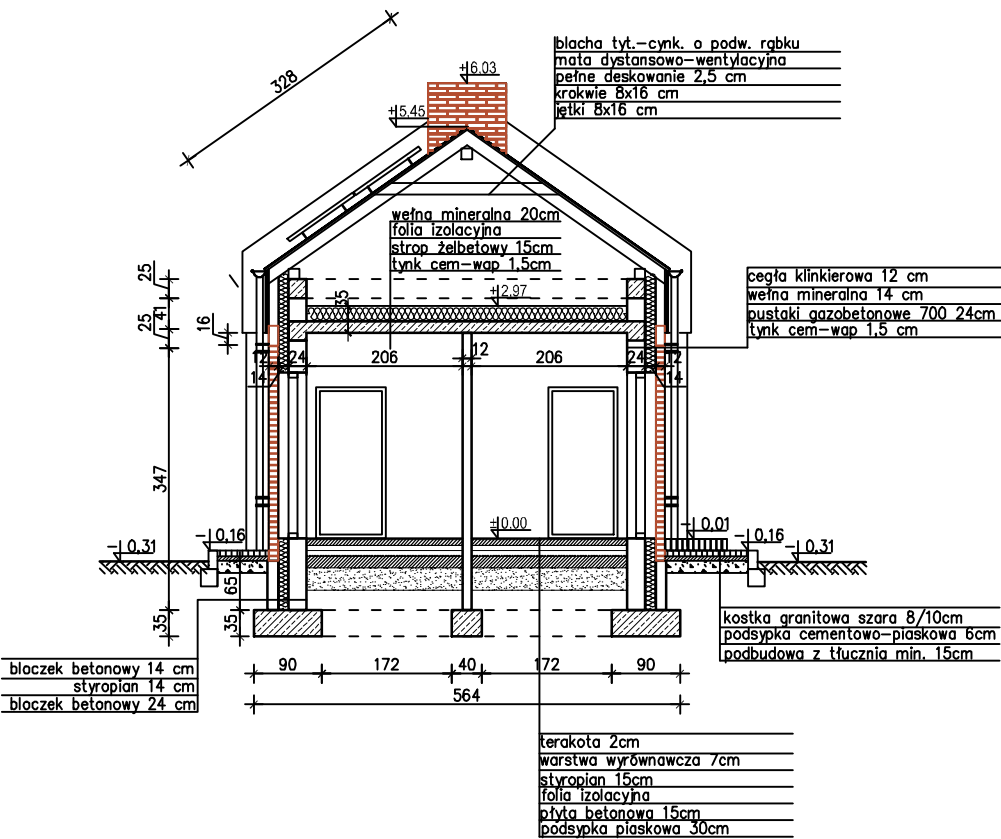 blacha tyt.-cynk. o podw. rąbku
mata dystansowo-wentylacyjna
pełne deskowanie 2,5 cm
krokwie 8x16 cm
jętki 8x16 cm
328
+6.03
+5.45
wełna mineralna 20cm
folia izolacyjna
strop żelbetowy 15cm
tynk cem-wap 1,5cm
cegła klinkierowa 12 cm
wełna mineralna 14 cm
pustaki gazobetonowe 700 24cm
tynk cem-wap 1,5 cm
25
41
25
16
35
+2,97
12 24 206 12 206 24 12
14 14
347
±0.00
-0,31 -0,16 -0,01 -0,16 -0,31
65
35 35
kostka granitowa szara 8/10cm
podsypka cementowo-piaskowa 6cm
podbudowa z tłucznia min. 15cm
bloczek betonowy 14 cm
styropian 14 cm
bloczek betonowy 24 cm
90 172 40 172 90
564
terakota 2cm
warstwa wyrównawcza 7cm
styropian 15cm
folia izolacyjna
płyta betonowa 15cm
podsypka piaskowa 30cm